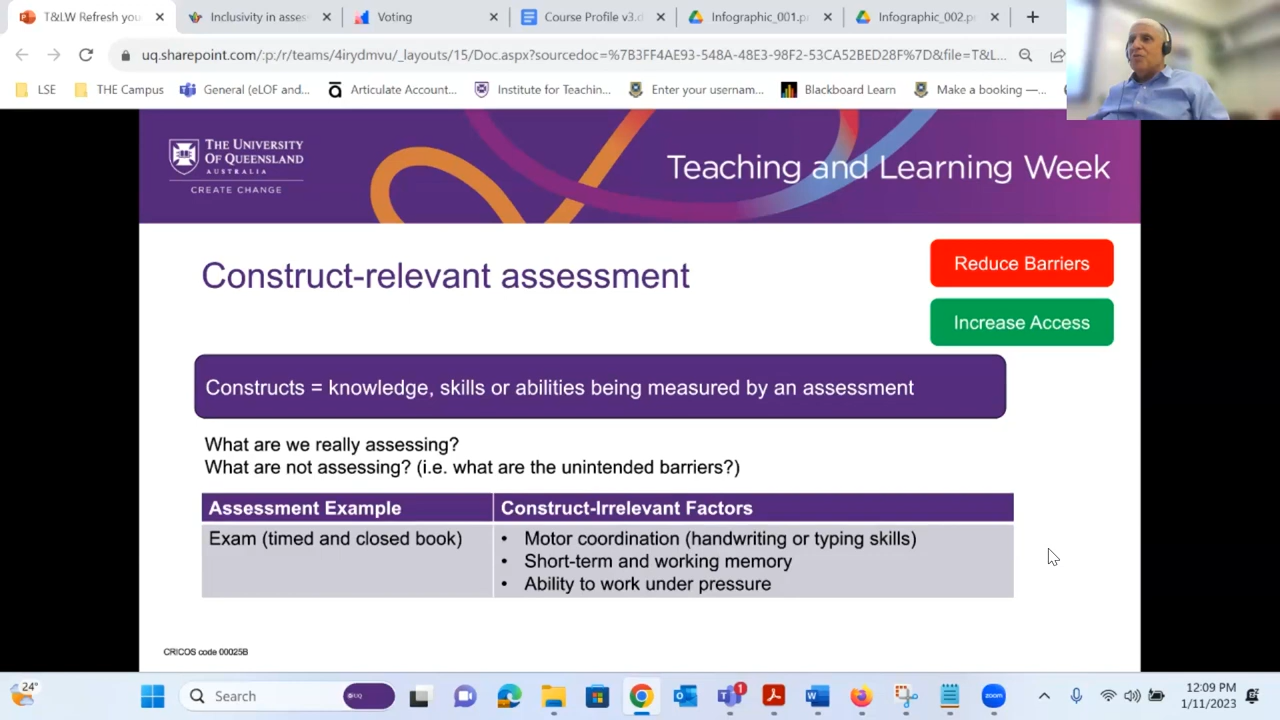 T&LW Refresh you
Inclusivity in asses
Voting
Course Profile v3.d
Infographic_001.p
Infographic_002.p
uq.sharepoint.com/:p:/r/teams/4irydmvu/_layouts/15/Doc.aspx?sourcedoc=%7B3FF4AE93-548A-48E3-98F2-53CA52BED28F%7D&file=T&L...
LSE
THE Campus
General (eLOF and...
Articulate Account...
Institute for Teachin...
Enter your usernam...
Blackboard Learn
Make a booking —...
THE UNIVERSITY
OF QUEENSLAND
AUSTRALIA
CREATE CHANGE
Teaching and Learning Week
Construct-relevant assessment
Reduce Barriers
Increase Access
Constructs = knowledge, skills or abilities being measured by an assessment
What are we really assessing?
What are not assessing? (i.e. what are the unintended barriers?)
Assessment Example
Construct-Irrelevant Factors
Exam (timed and closed book)
• Motor coordination (handwriting or typing skills)
• Short-term and working memory
• Ability to work under pressure
CRICOS code 00025B
24°
Search
UQ
1
zoom
12:09 PM
1/11/2023